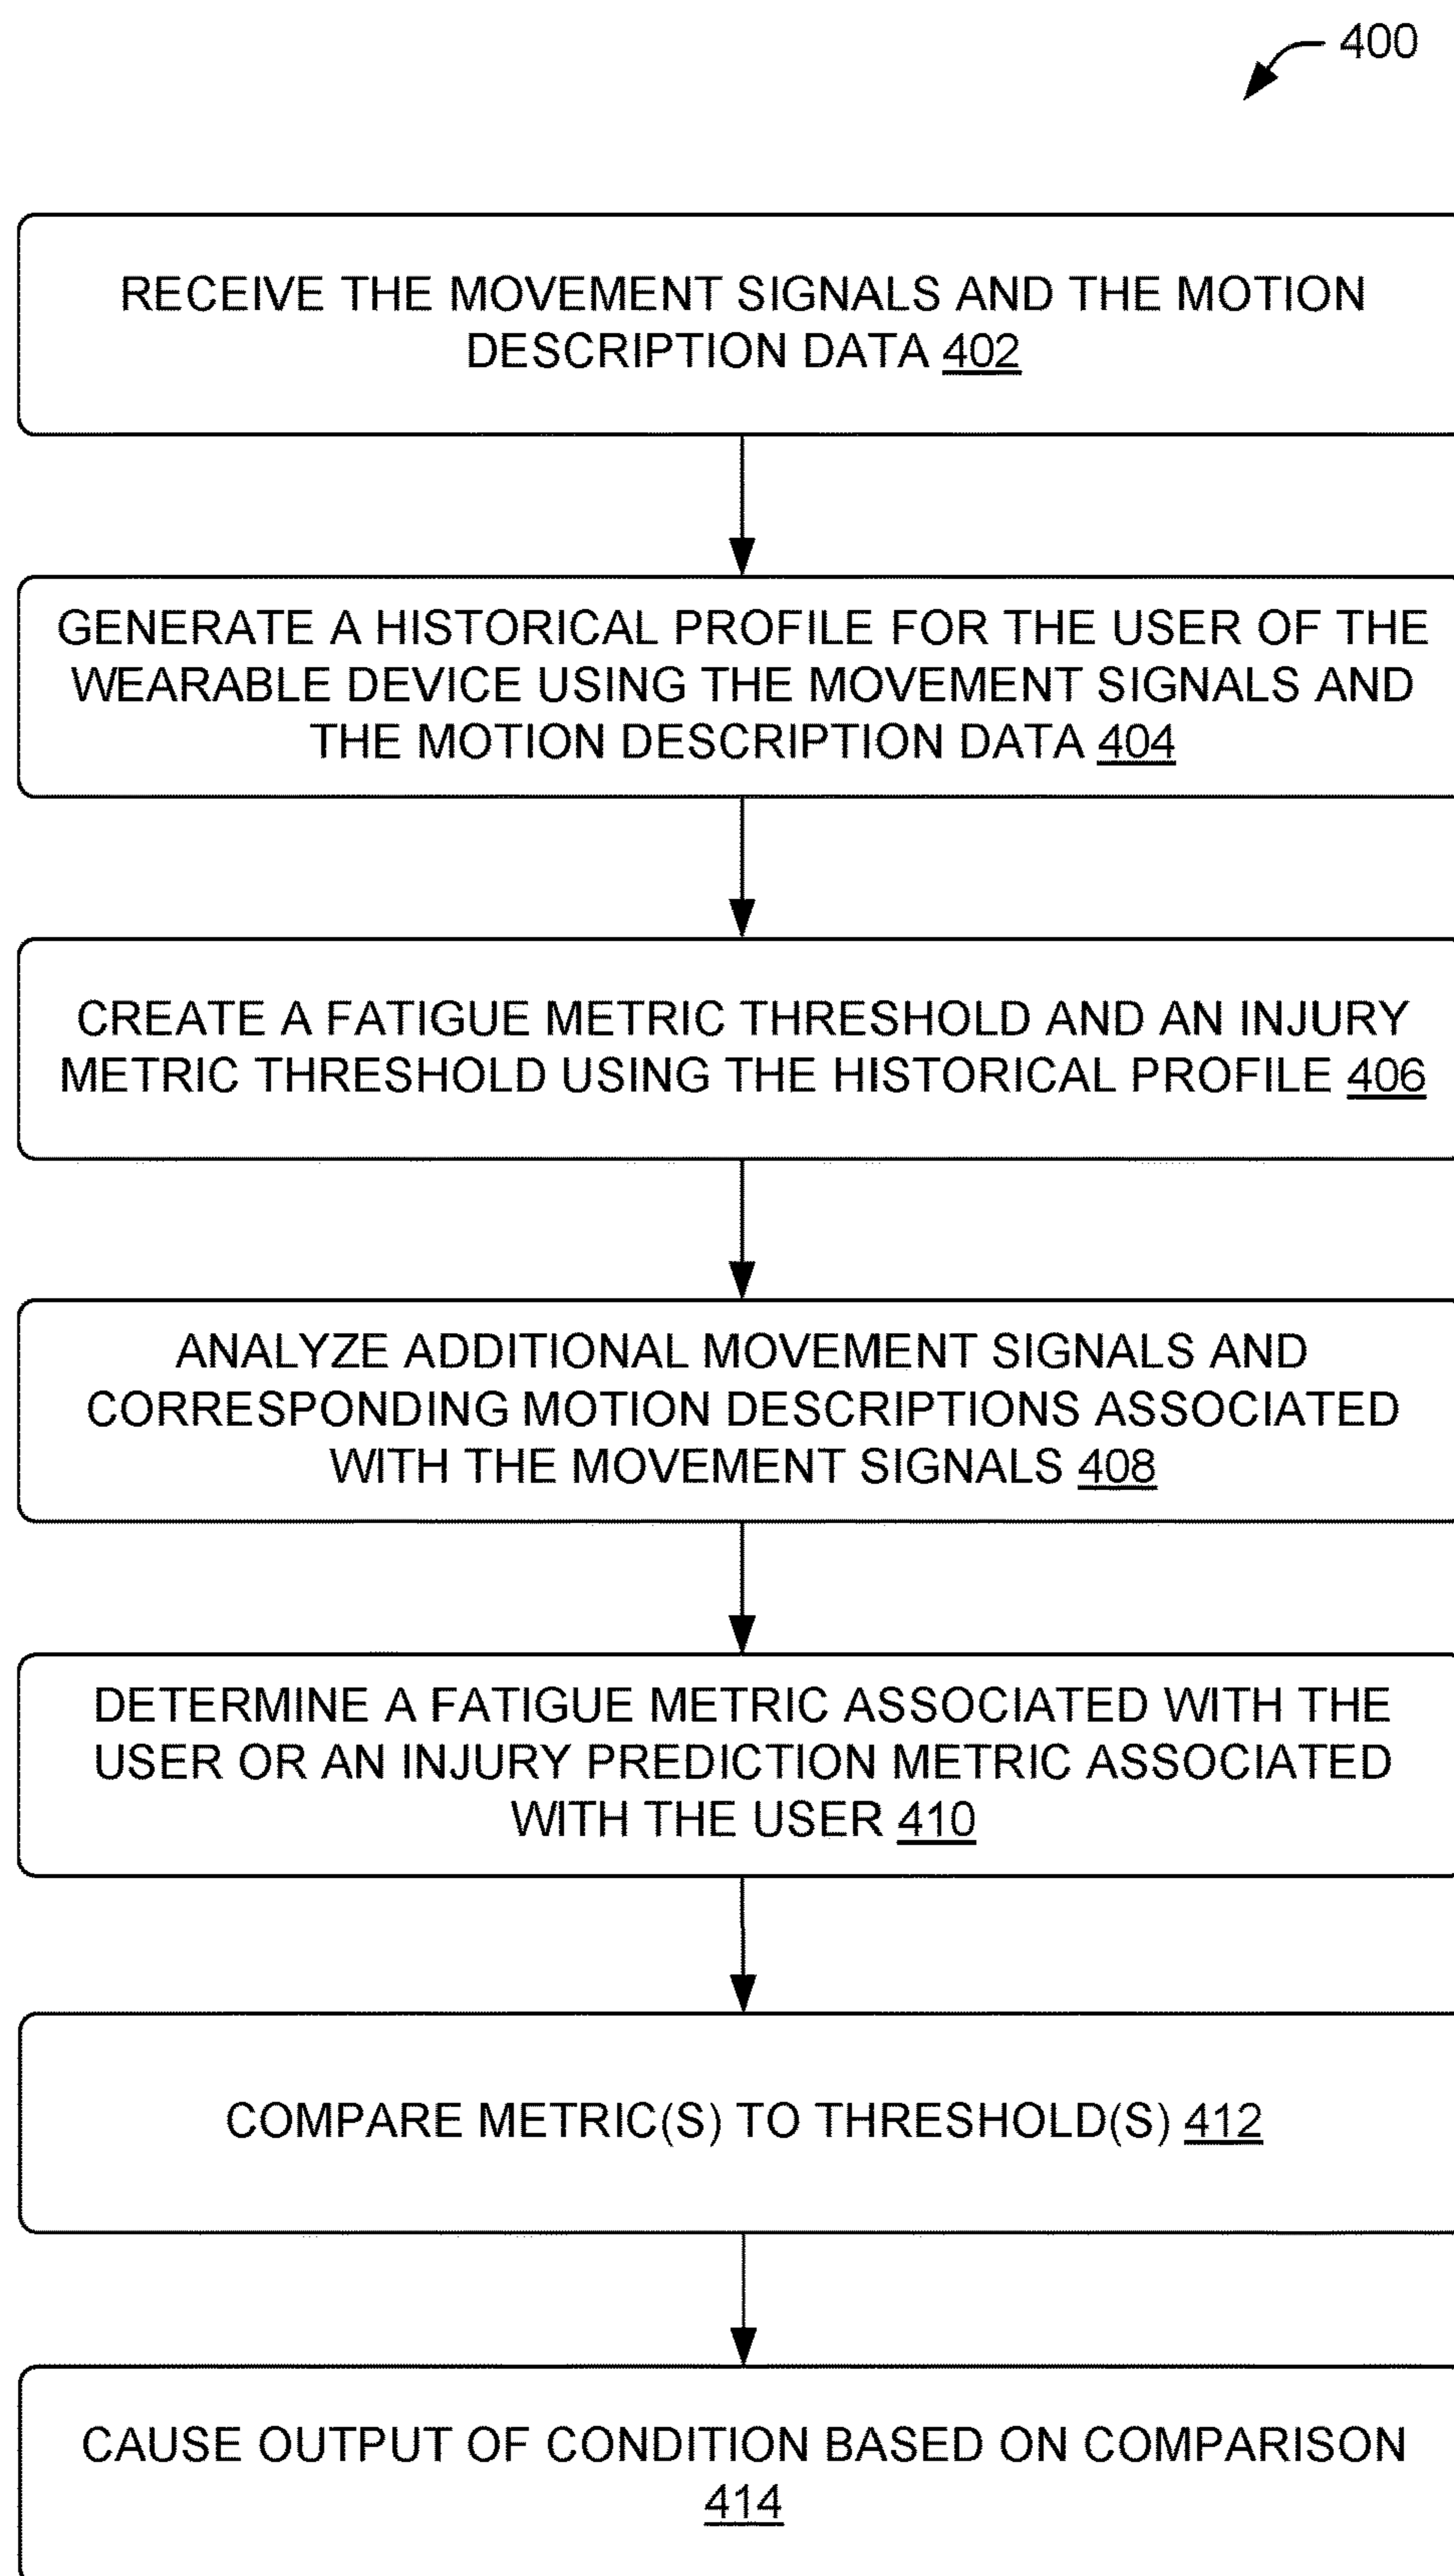 400
RECEIVE THE MOVEMENT SIGNALS AND THE MOTION
DESCRIPTION DATA 402
GENERATE A HISTORICAL PROFILE FOR THE USER OF THE
WEARABLE DEVICE USING THE MOVEMENT SIGNALS AND
THE MOTION DESCRIPTION DATA 404
CREATE A FATIGUE METRIC THRESHOLD AND AN INJURY
METRIC THRESHOLD USING THE HISTORICAL PROFILE 406
ANALYZE ADDITIONAL MOVEMENT SIGNALS AND
CORRESPONDING MOTION DESCRIPTIONS ASSOCIATED
WITH THE MOVEMENT SIGNALS 408
DETERMINE A FATIGUE METRIC ASSOCIATED WITH THE
USER OR AN INJURY PREDICTION METRIC ASSOCIATED
WITH THE USER 410
COMPARE METRIC(S) TO THRESHOLD(S) 412
CAUSE OUTPUT OF CONDITION BASED ON COMPARISON
414